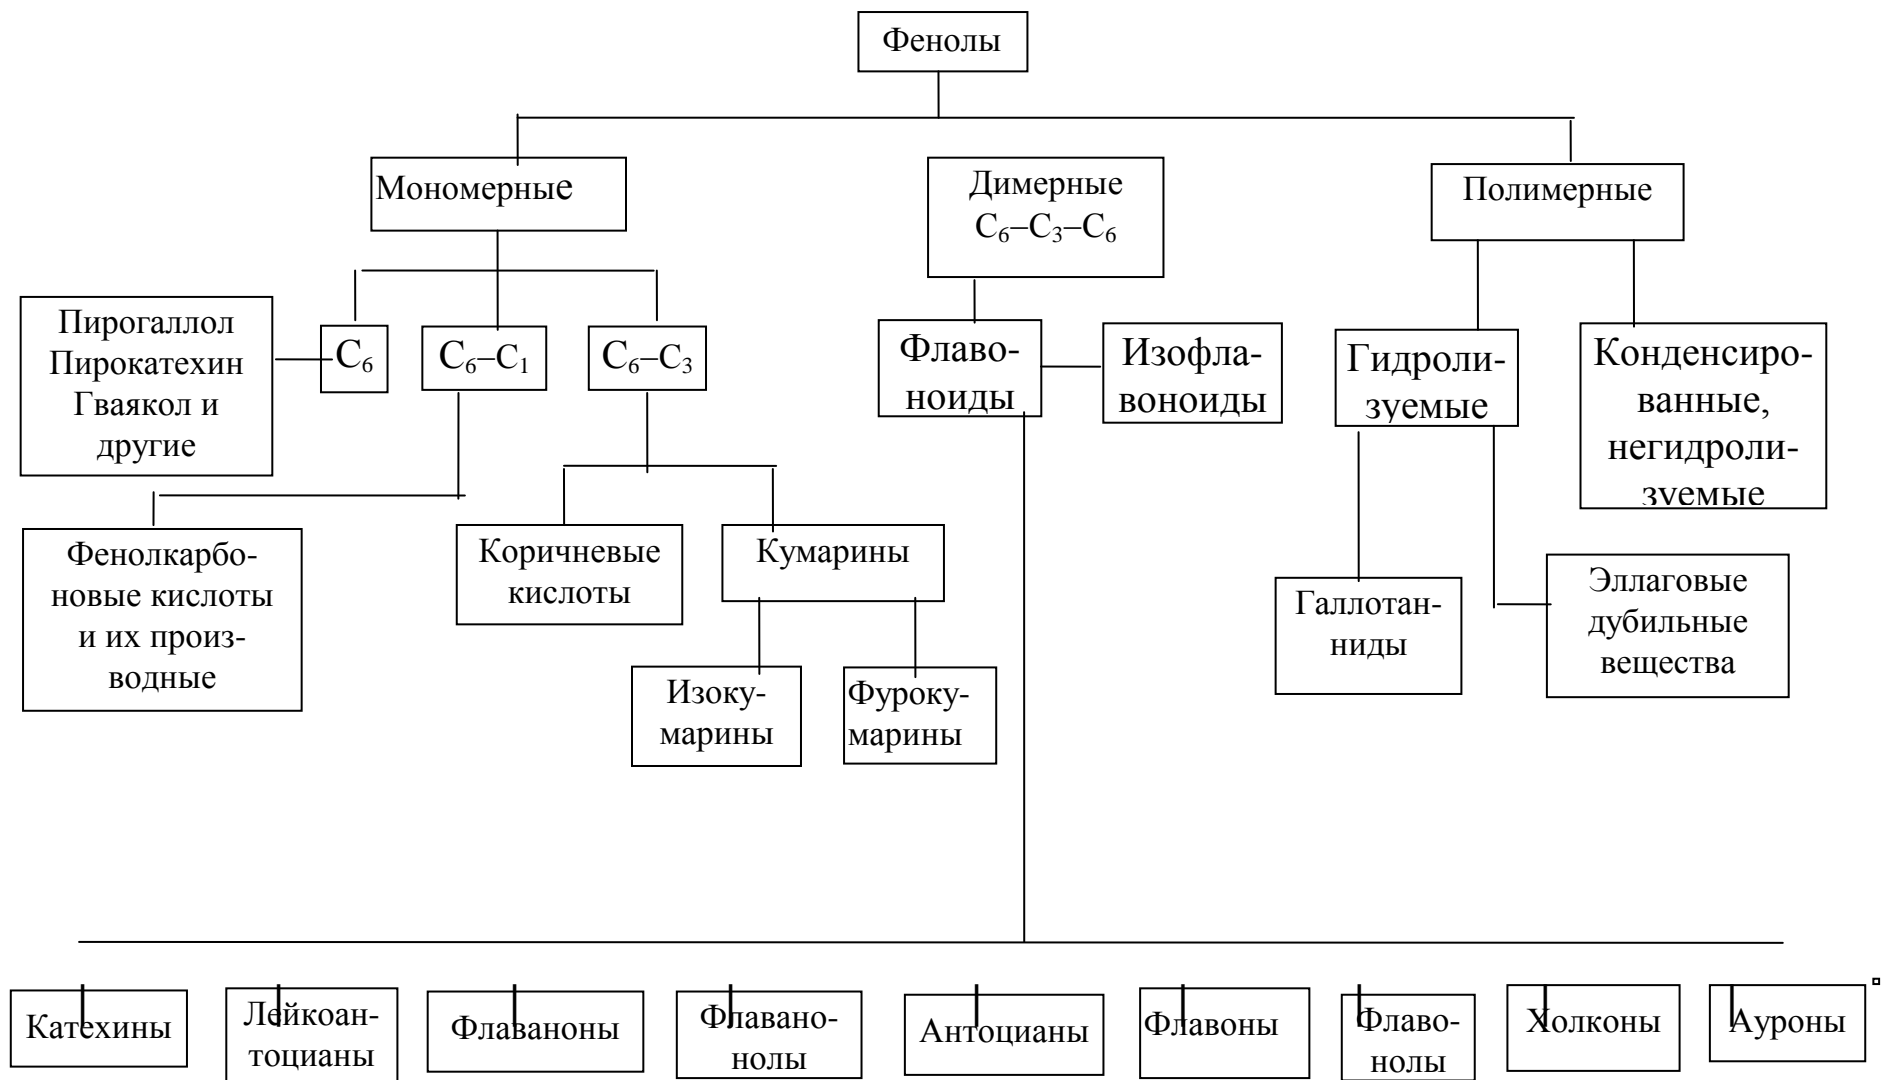 Фенолы
Мономерные
Димерные
C₆–C₃–C₆
Полимерные
Пирогаллол
Пирокатехин
Гваякол и
другие
C₆
C₆–C₁
C₆–C₃
Флаво-
ноиды
Изофла-
воноиды
Гидроли-
зуемые
Конденсиро-
ванные,
негидроли-
зуемые
Фенолкарбо-
новые кислоты
и их произ-
водные
Коричневые
кислоты
Кумарины
Изоку-
марины
Фуроку-
марины
Галлотан-
ниды
Эллаговые
дубильные
вещества
Катехины
Лейкоан-
тоцианы
Флаваноны
Флавано-
нолы
Антоцианы
Флавоны
Флаво-
нолы
Холконы
Ауроны